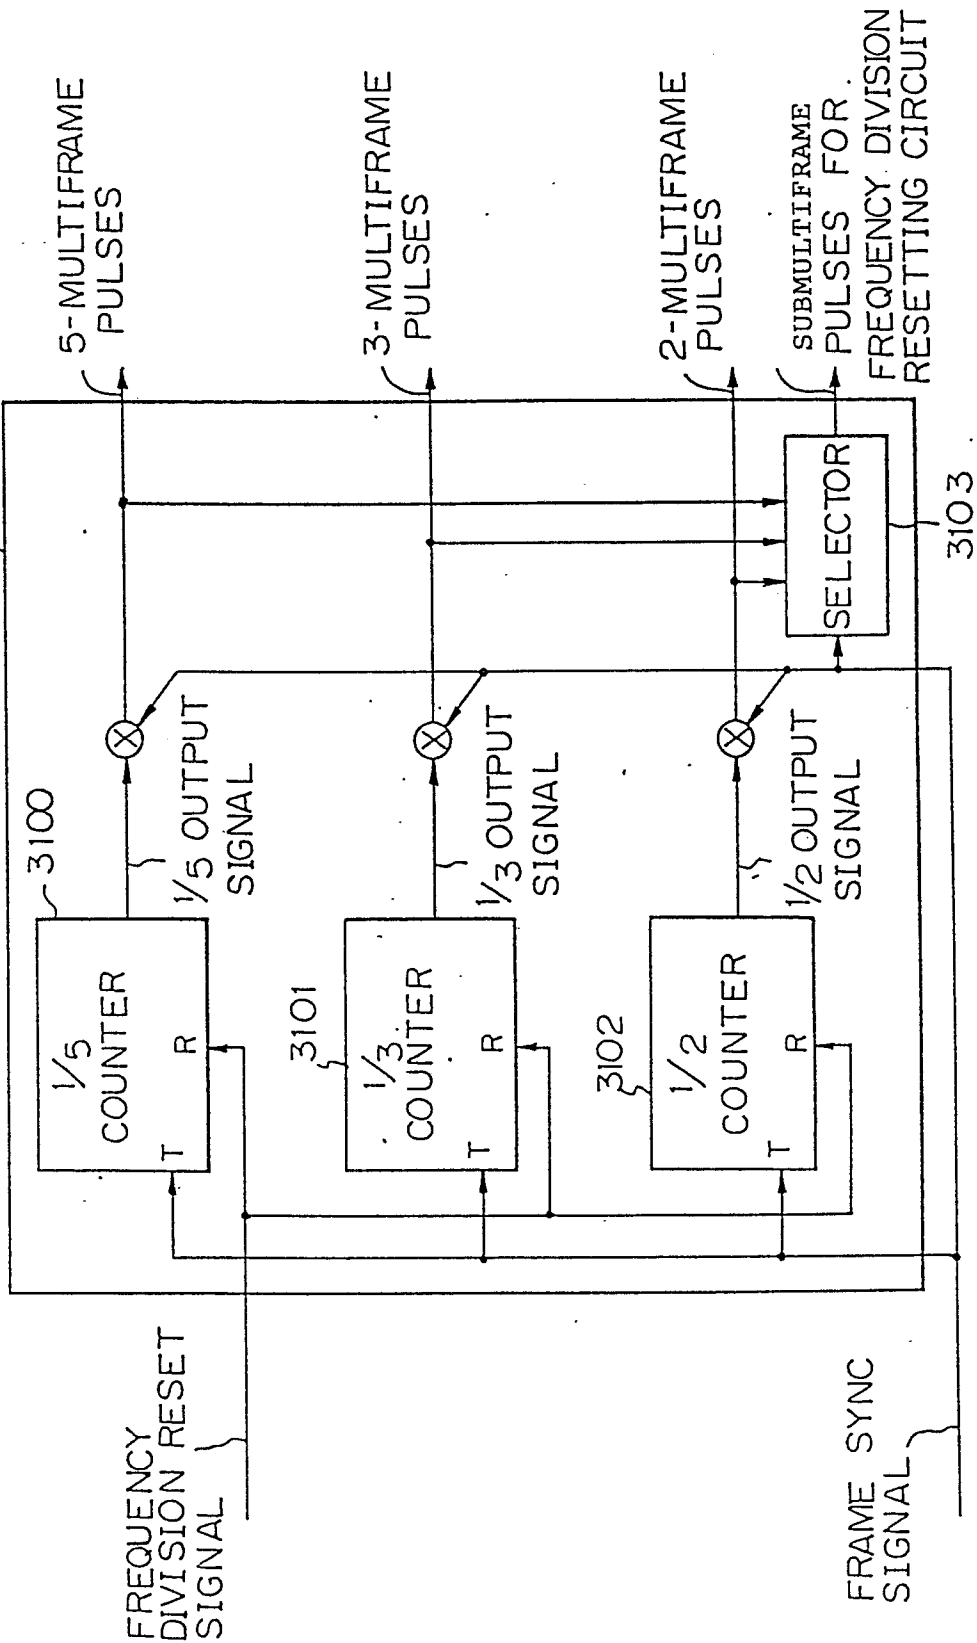 FREQUENCY
DIVISION RESET
SIGNAL
FRAME SYNC
SIGNAL
1/5
COUNTER
T
R
3100
1/5 OUTPUT
SIGNAL
5-MULTIFRAME
PULSES
1/3
COUNTER
T
R
3101
1/3 OUTPUT
SIGNAL
3-MULTIFRAME
PULSES
1/2
COUNTER
T
R
3102
1/2 OUTPUT
SIGNAL
2-MULTIFRAME
PULSES
SELECTOR
3103
SUBMULTIFRAME
PULSES FOR
FREQUENCY DIVISION
RESETTING CIRCUIT